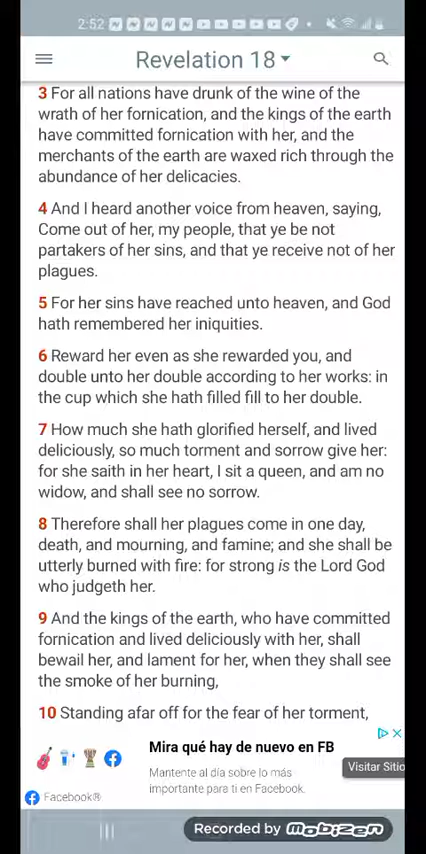 2:52
Revelation 18
3 For all nations have drunk of the wine of the
wrath of her fornication, and the kings of the earth
have committed fornication with her, and the
merchants of the earth are waxed rich through the
abundance of her delicacies.
4 And I heard another voice from heaven, saying,
Come out of her, my people, that ye be not
partakers of her sins, and that ye receive not of her
plagues.
5 For her sins have reached unto heaven, and God
hath remembered her iniquities.
6 Reward her even as she rewarded you, and
double unto her double according to her works: in
the cup which she hath filled fill to her double.
7 How much she hath glorified herself, and lived
deliciously, so much torment and sorrow give her:
for she saith in her heart, I sit a queen, and am no
widow, and shall see no sorrow.
8 Therefore shall her plagues come in one day,
death, and mourning, and famine; and she shall be
utterly burned with fire: for strong is the Lord God
who judgeth her.
9 And the kings of the earth, who have committed
fornication and lived deliciously with her, shall
bewail her, and lament for her, when they shall see
the smoke of her burning,
10 Standing afar off for the fear of her torment,
Mira qué hay de nuevo en FB
Mantente al día sobre lo más
importante para ti en Facebook.
Visitar Sitio
Facebook®
Recorded by mobizen